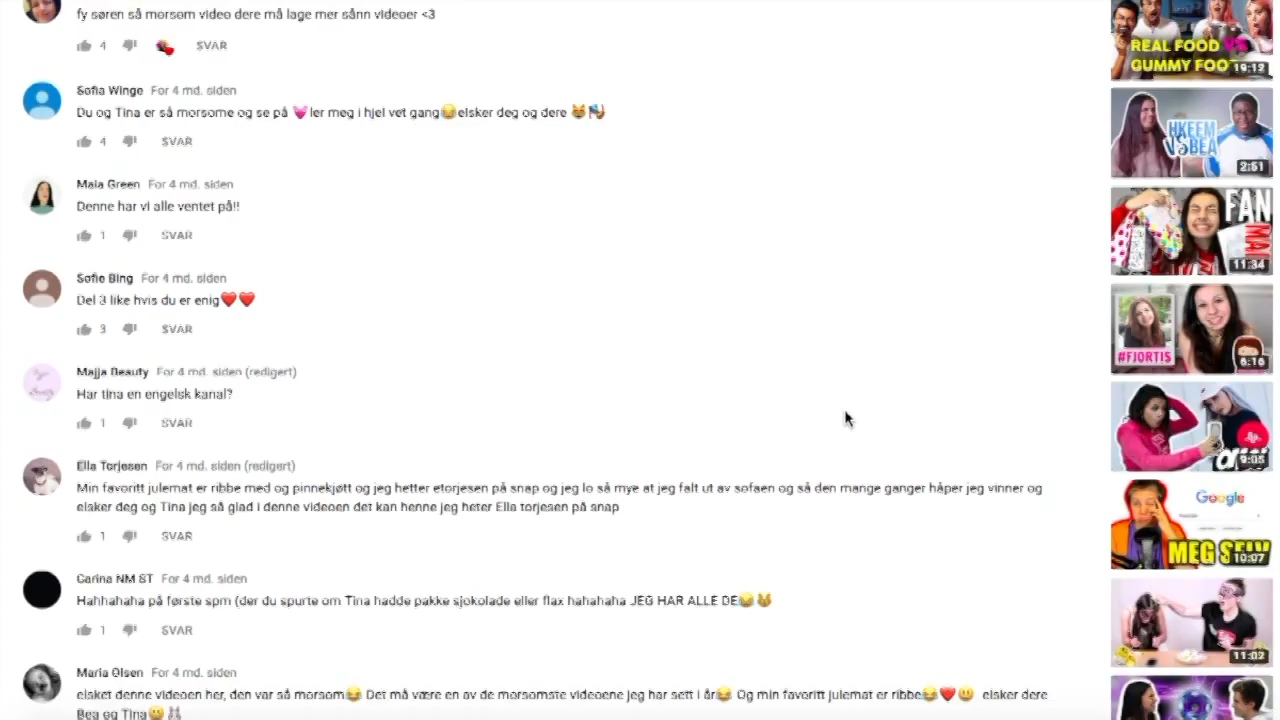 fy søren så morsom video dere må lage mer sånn videoer <3
4 SVAR
Sofia Winge For 4 md. siden
Du og Tina er så morsome og se på 💓ler meg i hjel vet gang😂elsker deg og dere 😸
4 SVAR
Maia Green For 4 md. siden
Denne har vi alle ventet på!!
1 SVAR
Sofie Bing For 4 md. siden
Del 3 like hvis du er enig❤️❤️
3 SVAR
Majja Beauty For 4 md. siden (redigert)
Har tina en engelsk kanal?
1 SVAR
Ella Torjesen For 4 md. siden (redigert)
Min favoritt julemat er ribbe med og pinnekjøtt og jeg hetter etorjesen på snap og jeg lo så mye at jeg falt ut av sofaen og så den mange ganger håper jeg vinner og
elsker deg og Tina jeg så glad i denne videoen det kan henne jeg heter Ella torjesen på snap
1 SVAR
Carina NM ST For 4 md. siden
Hahhahaha på første spm (der du spurte om Tina hadde pakke sjokolade eller flax hahahaha JEG HAR ALLE DE😂😹
1 SVAR
Maria Olsen For 4 md. siden
elsket denne videoen her, den var så morsom😂 Det må være en av de morsomste videoene jeg har sett i år😂 Og min favoritt julemat er ribbe😂❤️😃 elsker dere
Bea og Tina😃
REAL FOOD VS
GUMMY FOO
19:12
HKEEM
VS BEA
2:51
FAN
MA
11:34
#FJORTIS
6:16
9:05
Google
MEG SELV
10:07
11:02